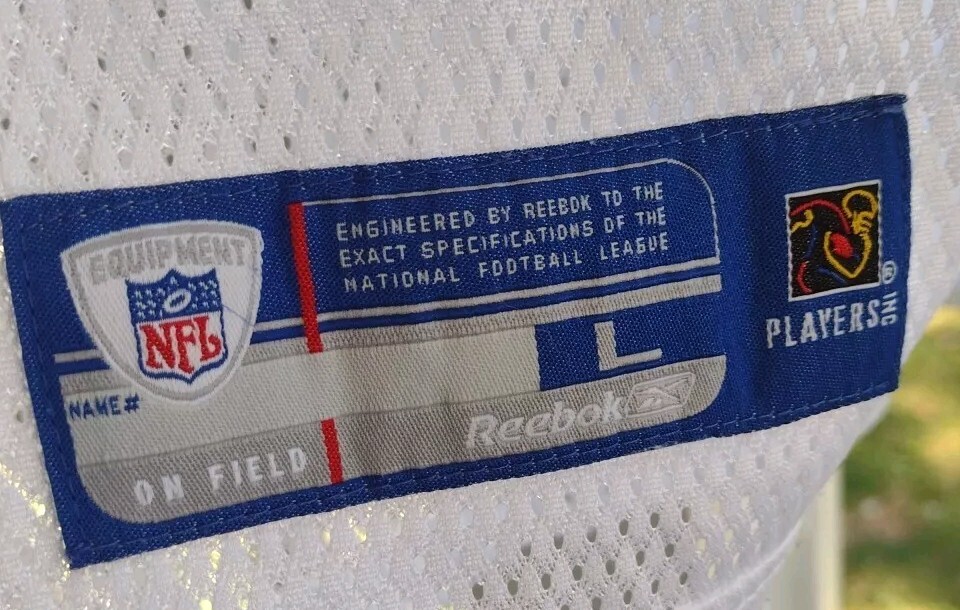 EQUIPMENT
NFL
ENGINEERED BY REEBOK TO THE
EXACT SPECIFICATIONS OF THE
NATIONAL FOOTBALL LEAGUE
NAME#
L
ON FIELD
Reebok
PLAYERS INC®